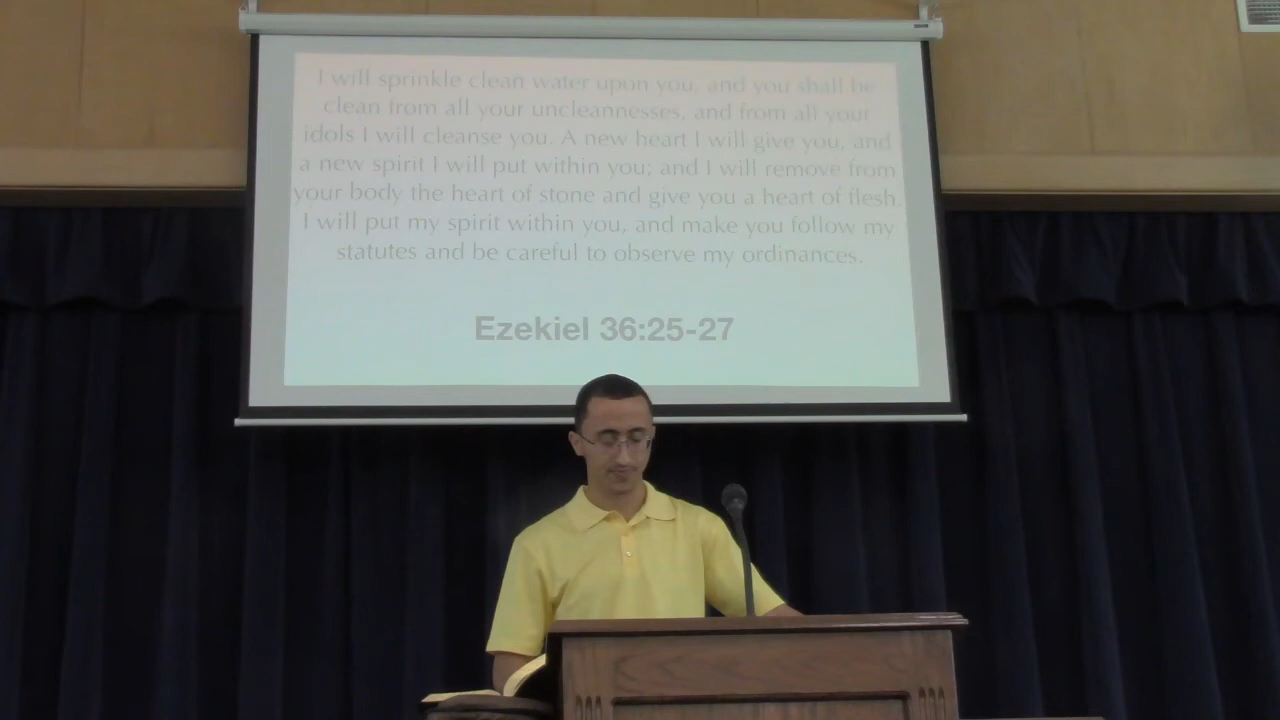 I will sprinkle clean water upon you, and you shall be
clean from all your uncleannesses, and from all your
idols I will cleanse you. A new heart I will give you, and
a new spirit I will put within you; and I will remove from
your body the heart of stone and give you a heart of flesh.
I will put my spirit within you, and make you follow my
statutes and be careful to observe my ordinances.
Ezekiel 36:25-27